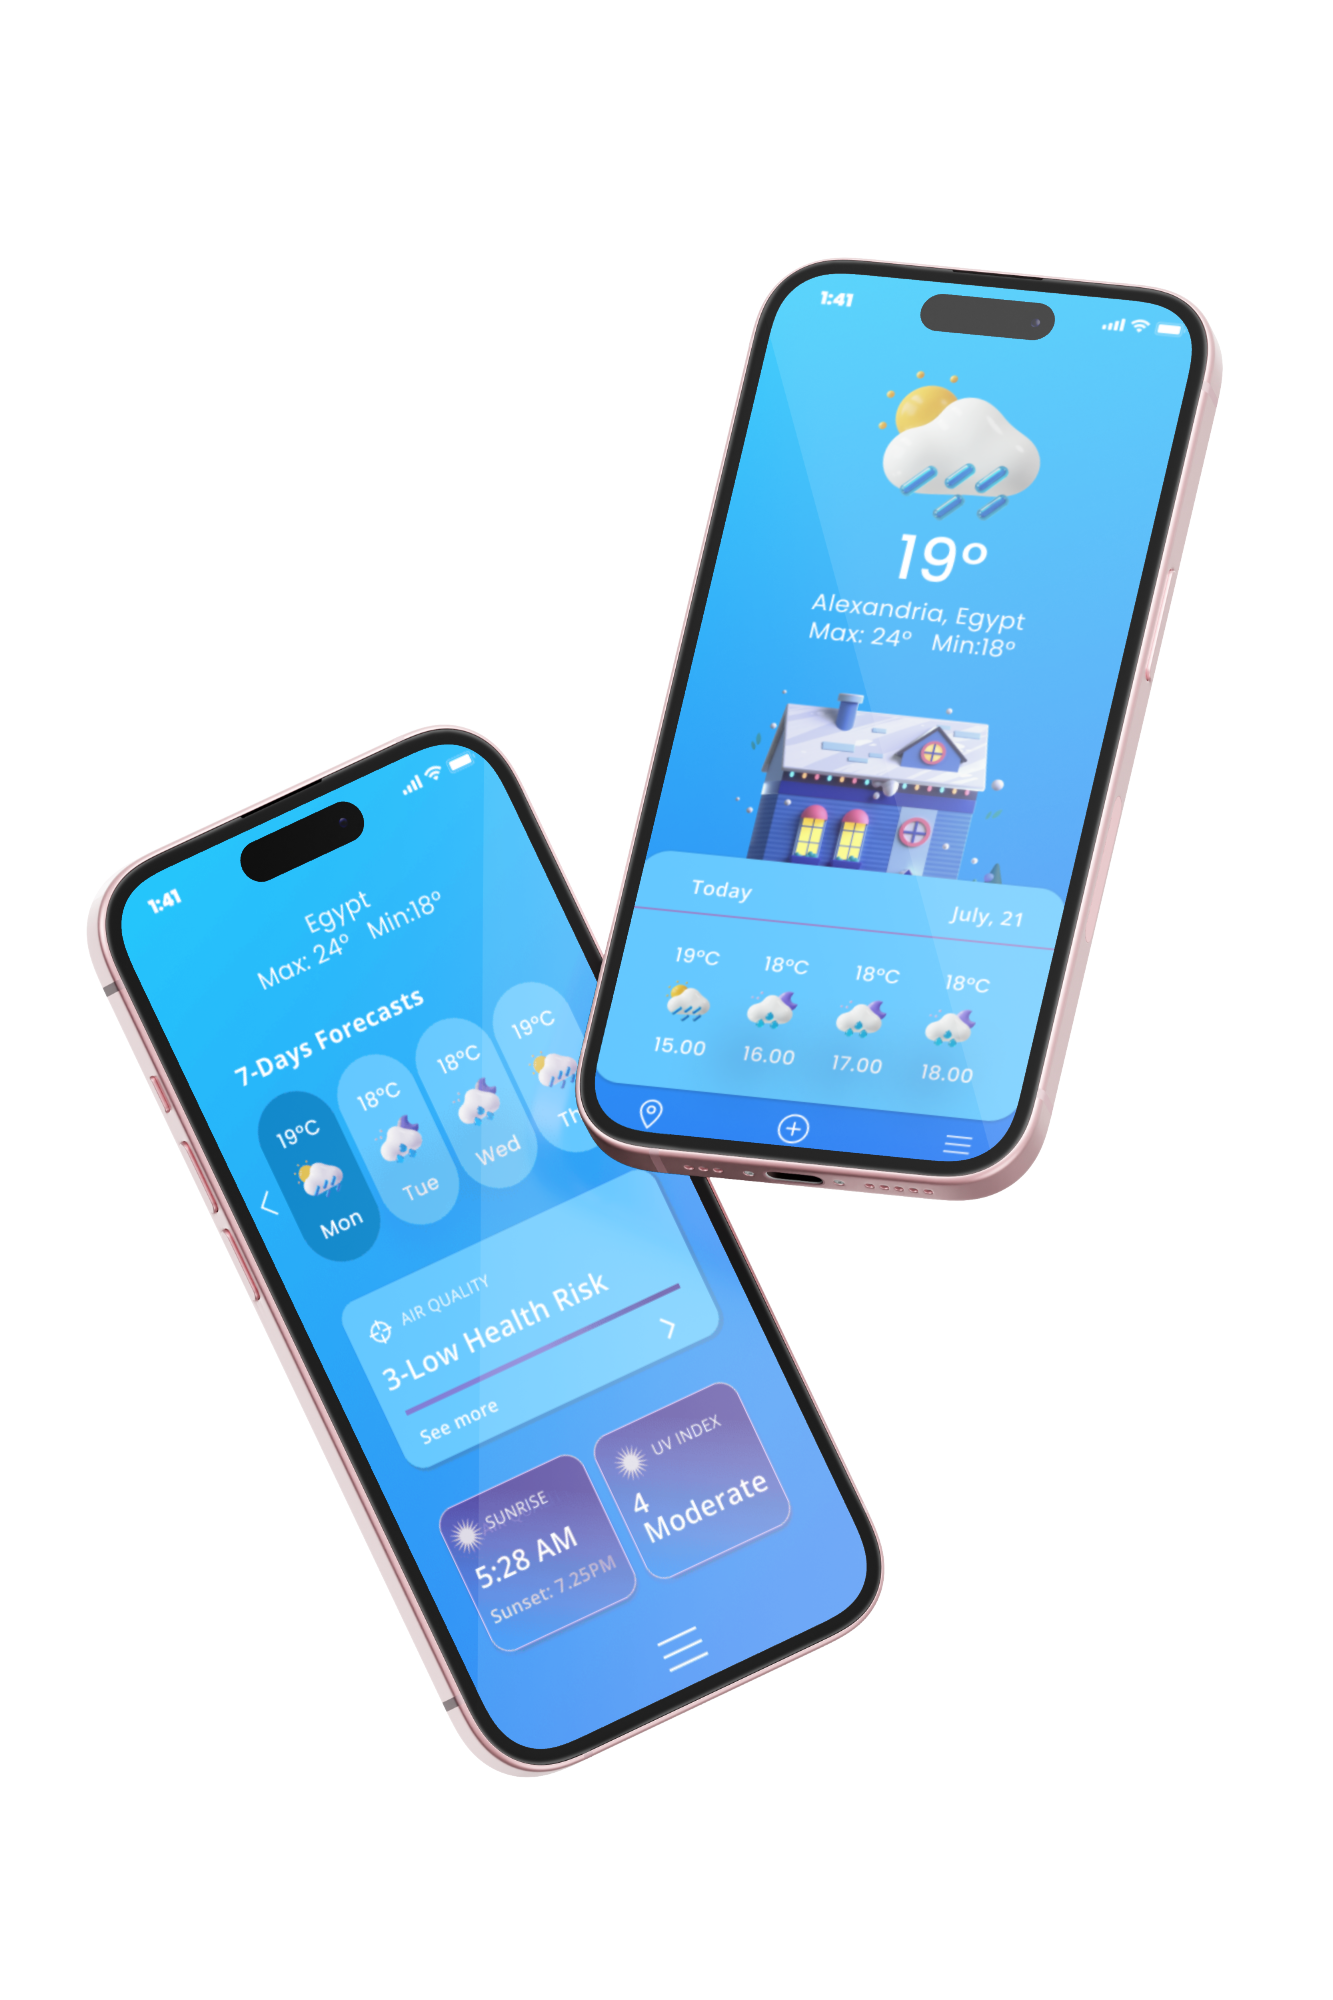 1:41
19°
Alexandria, Egypt
Max: 24° Min:18°
Today
July, 21
19°C 18°C 18°C 18°C
15.00 16.00 17.00 18.00
1:41
Egypt
Max: 24° Min:18°
7-Days Forecasts
19°C 18°C 18°C 19°C
Mon Tue Wed Th
AIR QUALITY
3-Low Health Risk
See more
SUNRISE
5:28 AM
Sunset: 7.25PM
UV INDEX
4
Moderate